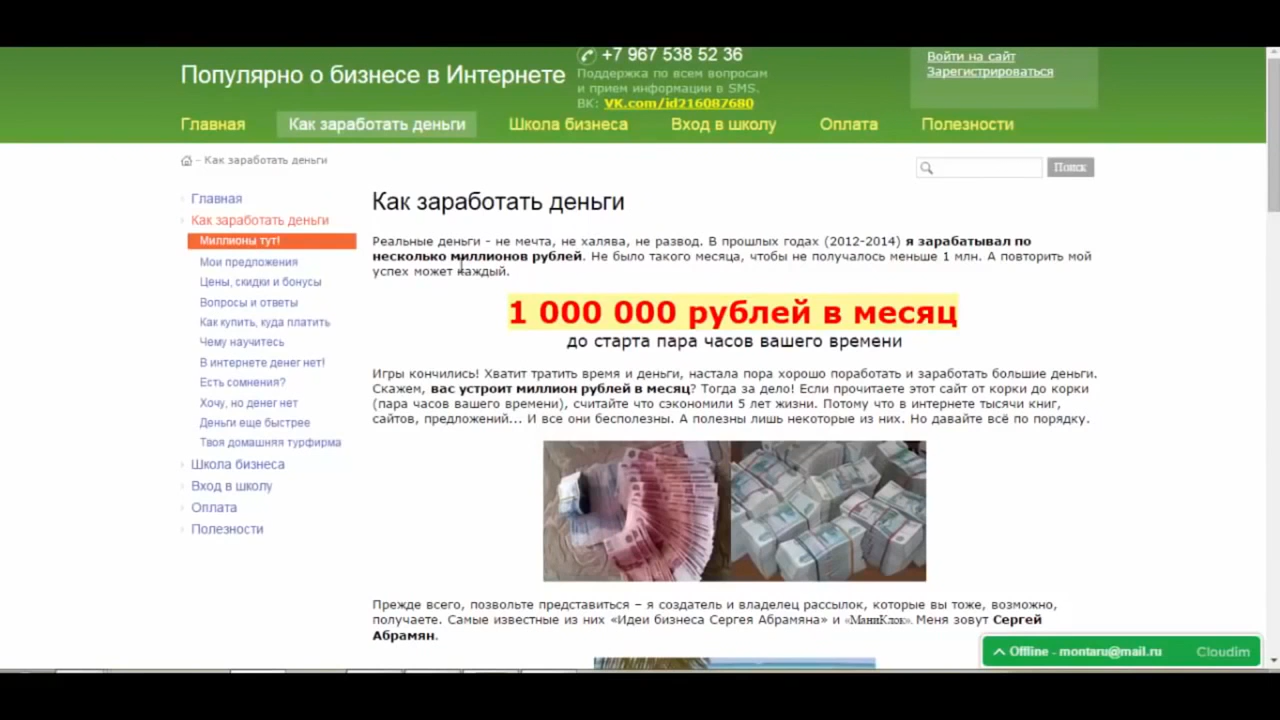 +7 967 538 52 36
Популярно о бизнесе в Интернете
Поддержка по всем вопросам
и прием информации в SMS.
ВК: VK.com/id216087680
Войти на сайт
Зарегистрироваться
Главная
Как заработать деньги
Школа бизнеса
Вход в школу
Оплата
Полезности
– Как заработать деньги
Поиск
Главная
Как заработать деньги
Миллионы тут!
Мои предложения
Цены, скидки и бонусы
Вопросы и ответы
Как купить, куда платить
Чему научитесь
В интернете денег нет!
Есть сомнения?
Хочу, но денег нет
Деньги еще быстрее
Твоя домашняя турфирма
Школа бизнеса
Вход в школу
Оплата
Полезности
Как заработать деньги
Реальные деньги - не мечта, не халява, не развод. В прошлых годах (2012-2014) я зарабатывал по
несколько миллионов рублей. Не было такого месяца, чтобы не получалось меньше 1 млн. А повторить мой
успех может каждый.
1 000 000 рублей в месяц
до старта пара часов вашего времени
Игры кончились! Хватит тратить время и деньги, настала пора хорошо поработать и заработать большие деньги.
Скажем, вас устроит миллион рублей в месяц? Тогда за дело! Если прочитаете этот сайт от корки до корки
(пара часов вашего времени), считайте что сэкономили 5 лет жизни. Потому что в интернете тысячи книг,
сайтов, предложений... И все они бесполезны. А полезны лишь некоторые из них. Но давайте всё по порядку.
Прежде всего, позвольте представиться – я создатель и владелец рассылок, которые вы тоже, возможно,
получаете. Самые известные из них «Идеи бизнеса Сергея Абрамяна» и «МаниКлок». Меня зовут Сергей
Абрамян.
Offline - montaru@mail.ru
Cloudim